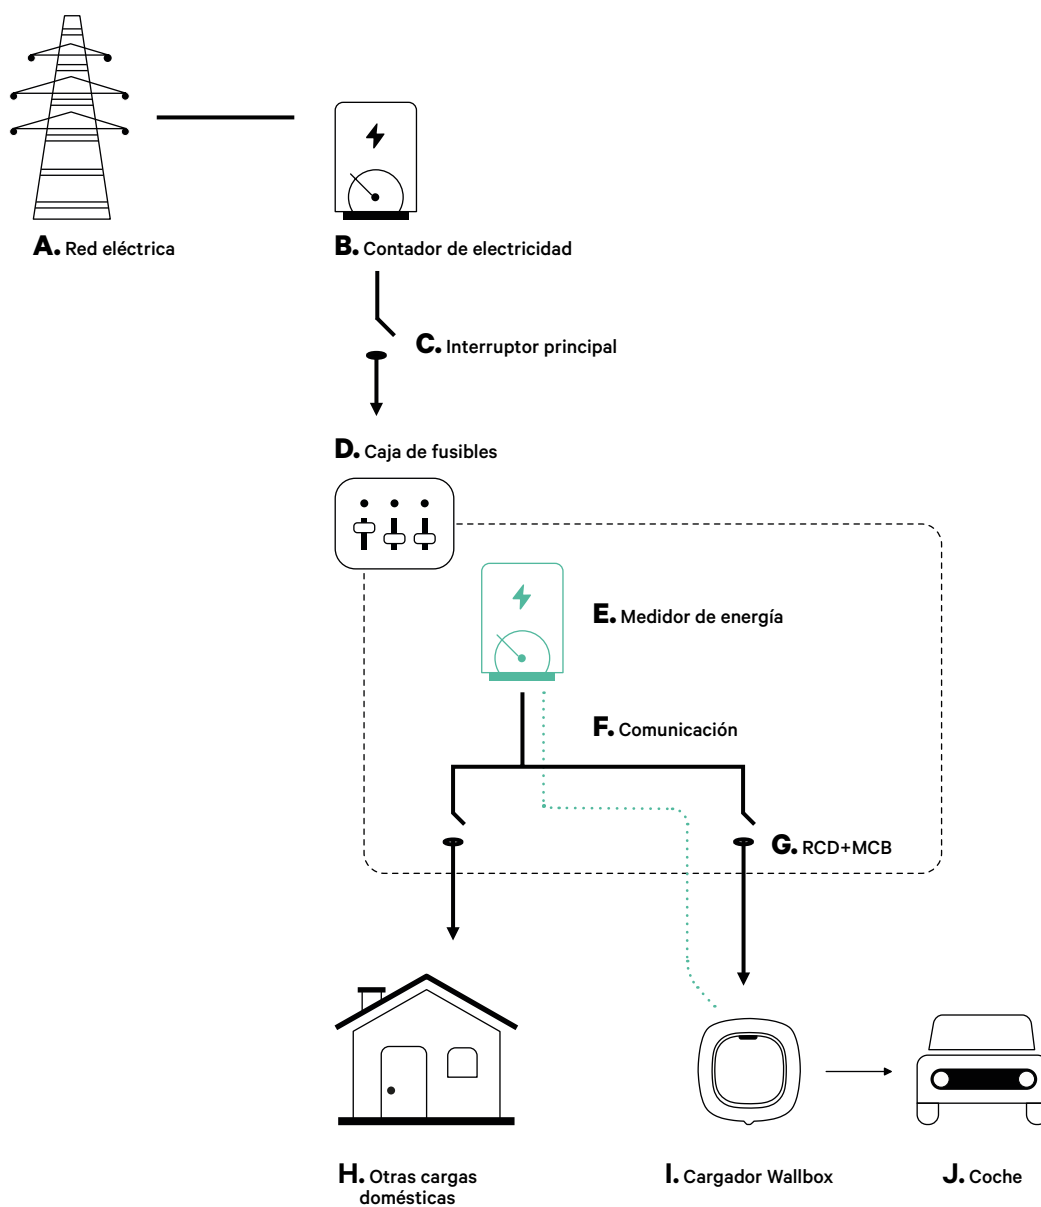 A. Red eléctrica
B. Contador de electricidad
C. Interruptor principal
D. Caja de fusibles
E. Medidor de energía
F. Comunicación
G. RCD+MCB
H. Otras cargas
domésticas
I. Cargador Wallbox
J. Coche